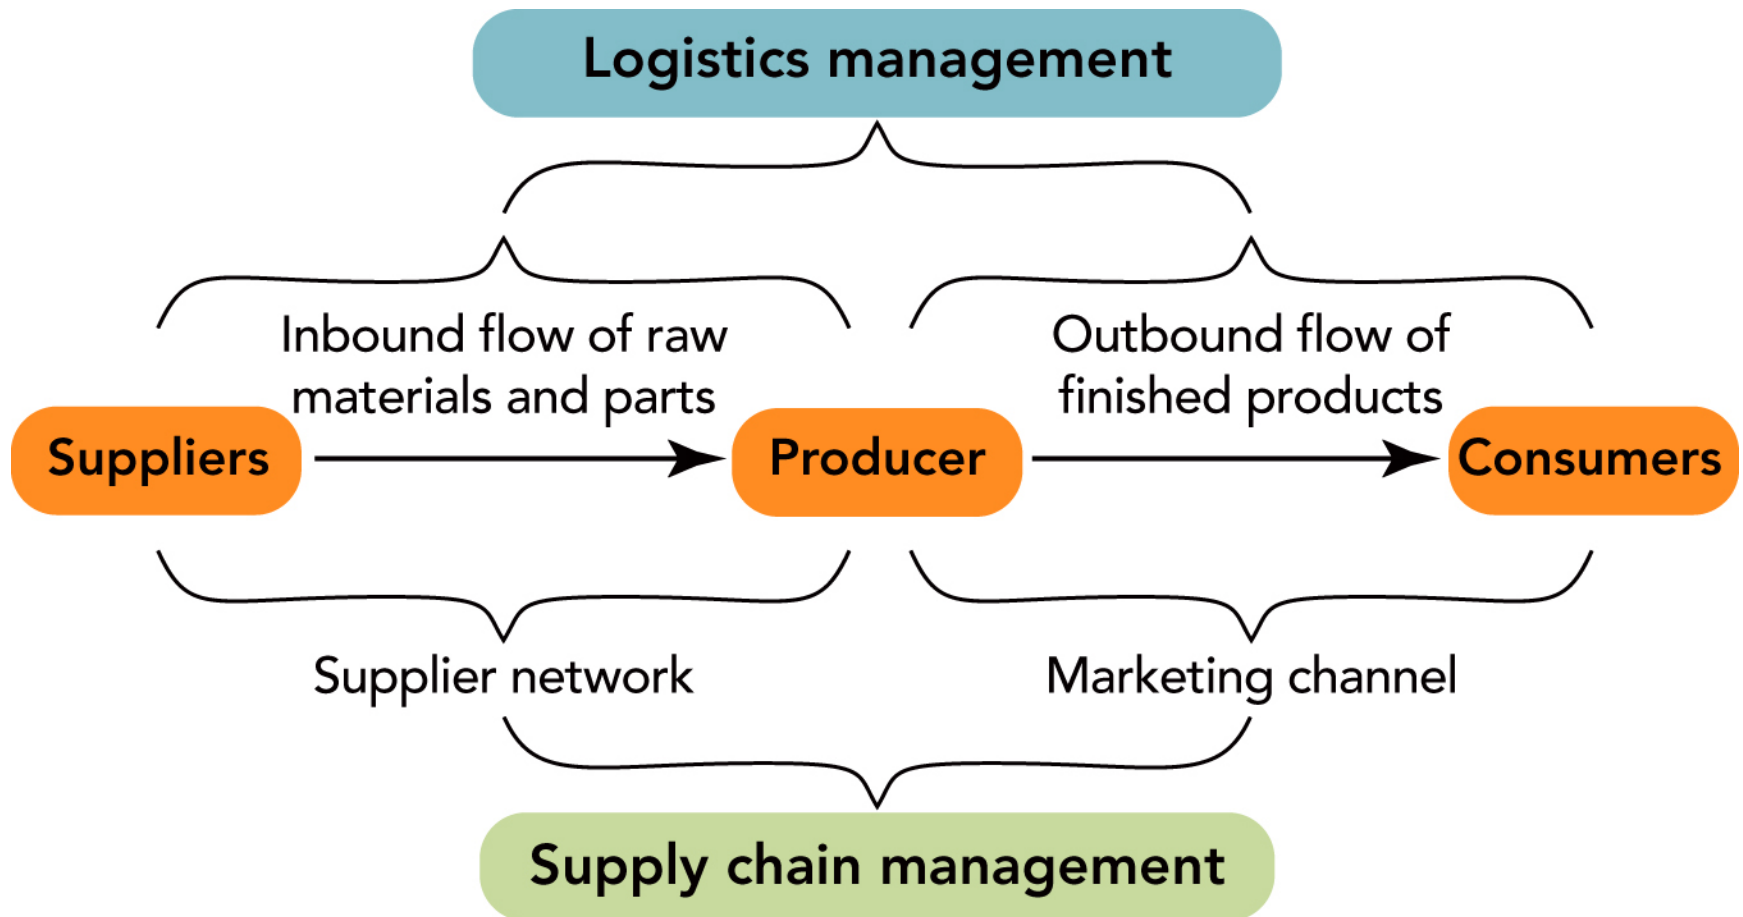 Logistics management
Inbound flow of raw
materials and parts
Outbound flow of
finished products
Suppliers
Producer
Consumers
Supplier network
Marketing channel
Supply chain management